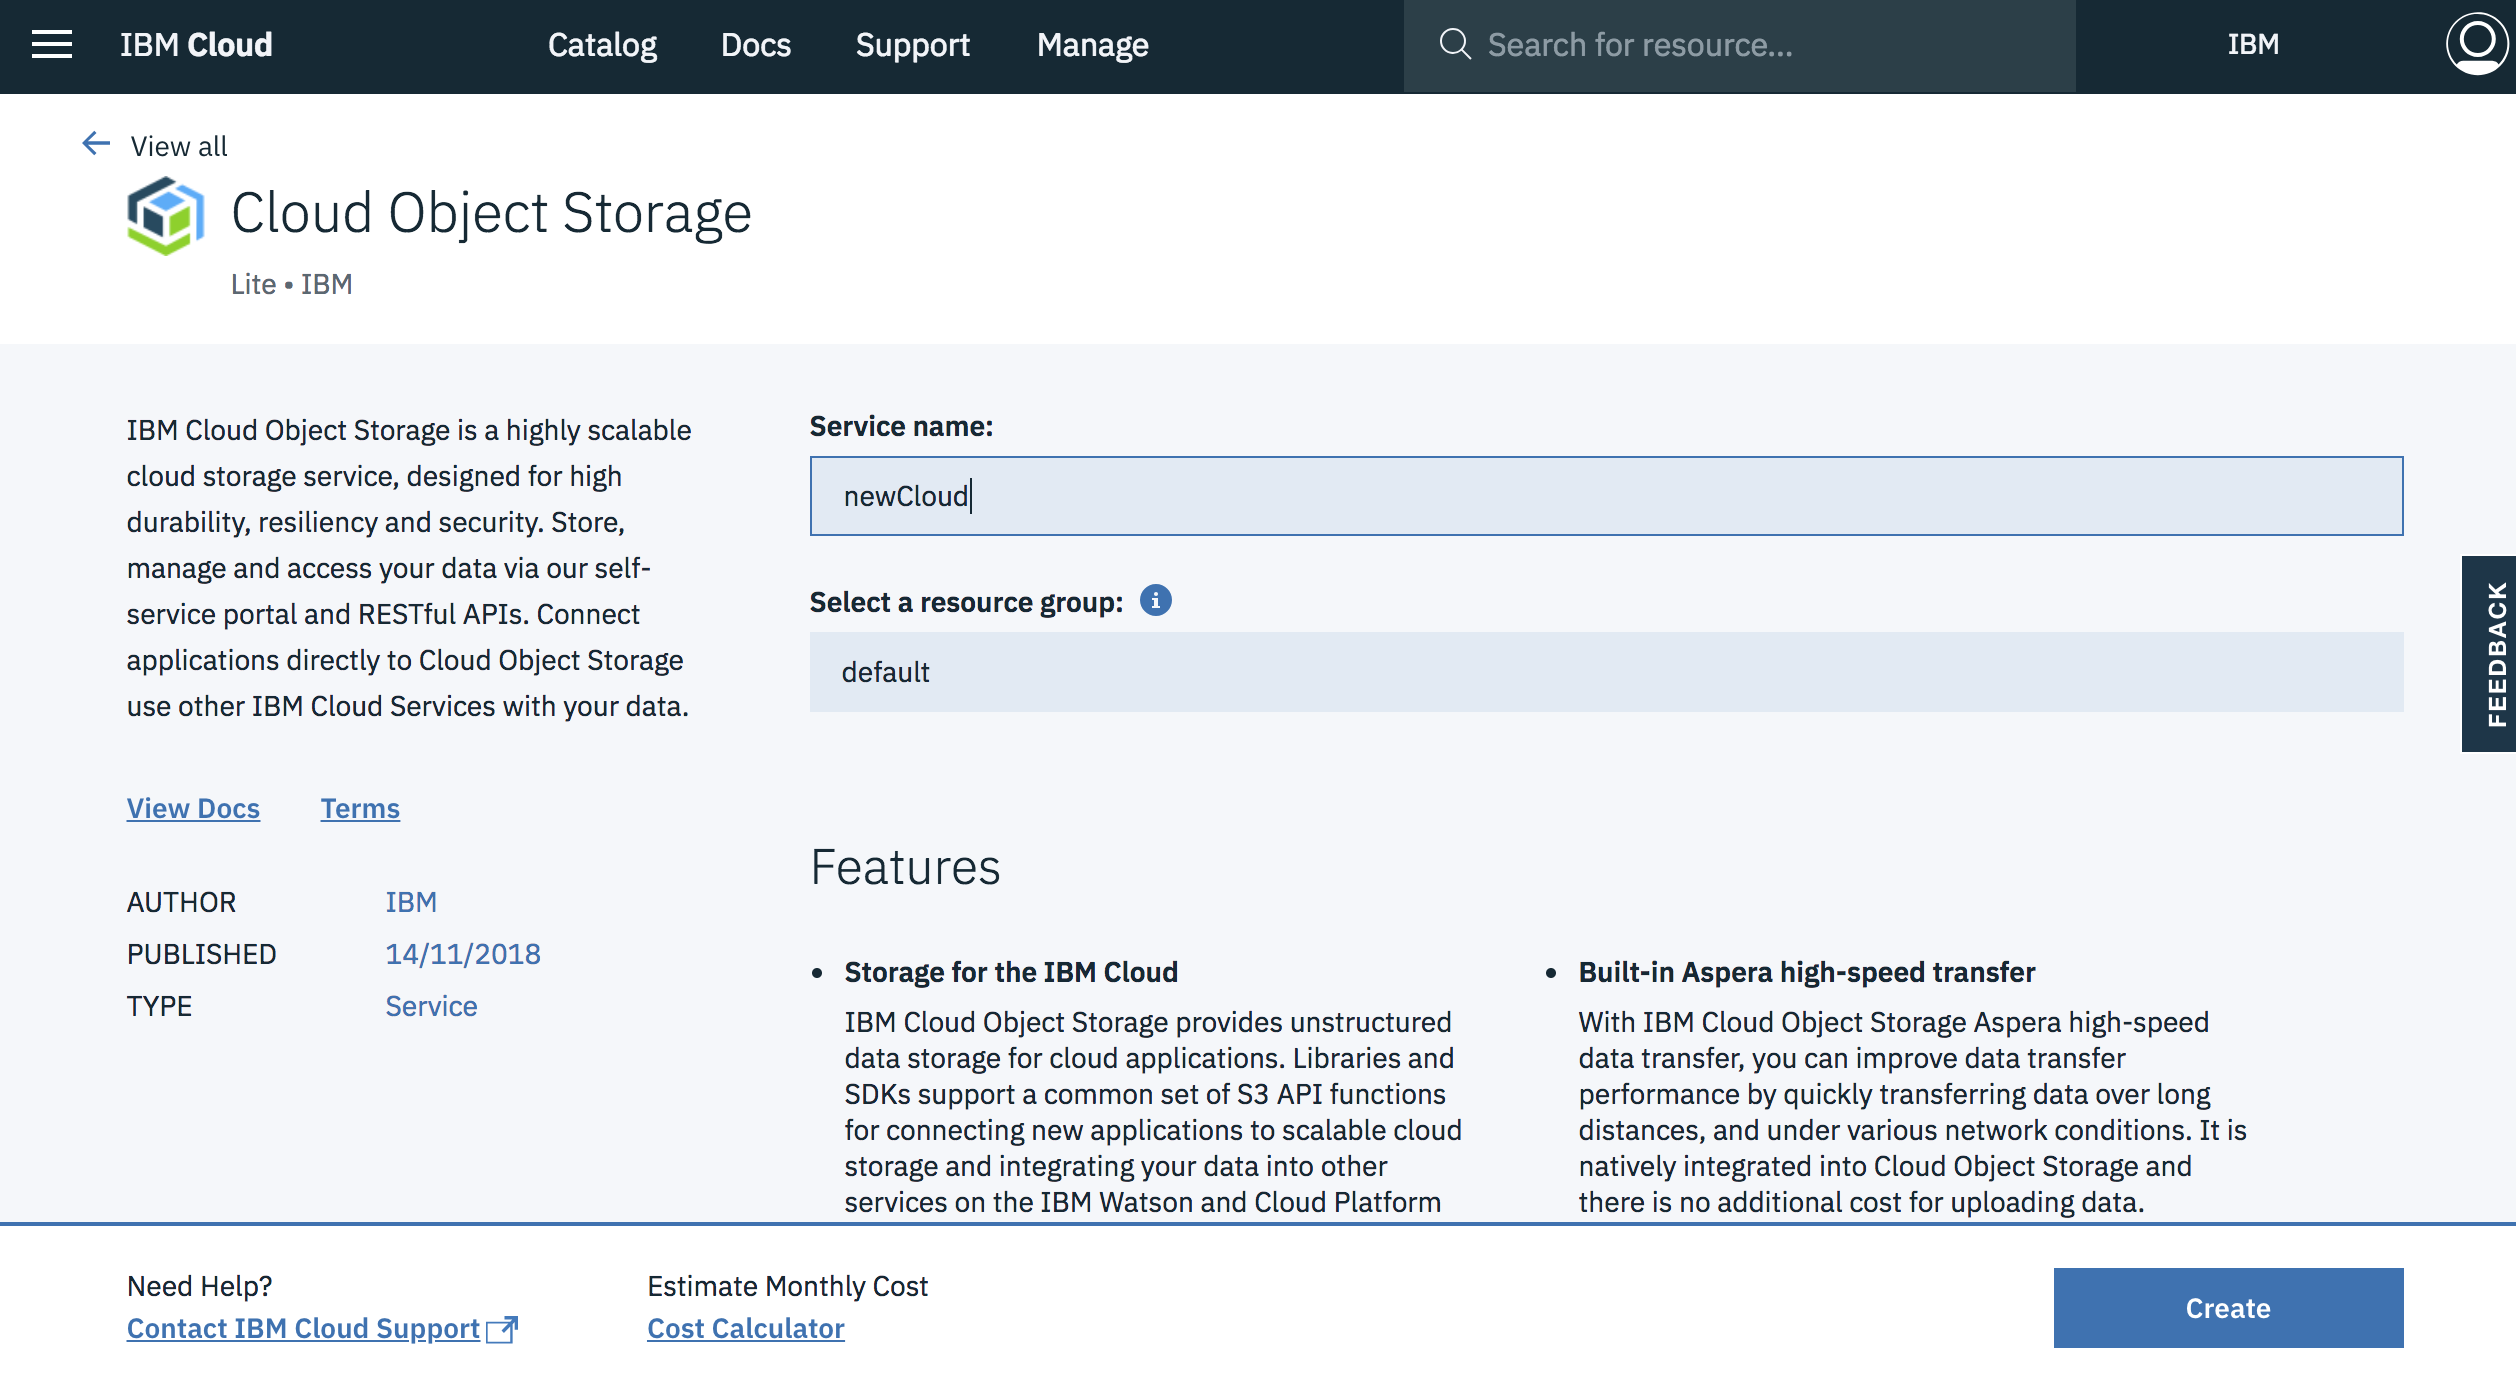 IBM Cloud
Catalog
Docs
Support
Manage
Search for resource...
IBM
View all
Cloud Object Storage
Lite • IBM
IBM Cloud Object Storage is a highly scalable
cloud storage service, designed for high
durability, resiliency and security. Store,
manage and access your data via our self-
service portal and RESTful APIs. Connect
applications directly to Cloud Object Storage
use other IBM Cloud Services with your data.
View Docs
Terms
AUTHOR IBM
PUBLISHED 14/11/2018
TYPE Service
Service name:
newCloud
Select a resource group:
default
Features
• Storage for the IBM Cloud
IBM Cloud Object Storage provides unstructured
data storage for cloud applications. Libraries and
SDKs support a common set of S3 API functions
for connecting new applications to scalable cloud
storage and integrating your data into other
services on the IBM Watson and Cloud Platform
• Built-in Aspera high-speed transfer
With IBM Cloud Object Storage Aspera high-speed
data transfer, you can improve data transfer
performance by quickly transferring data over long
distances, and under various network conditions. It is
natively integrated into Cloud Object Storage and
there is no additional cost for uploading data.
FEEDBACK
Need Help?
Contact IBM Cloud Support
Estimate Monthly Cost
Cost Calculator
Create